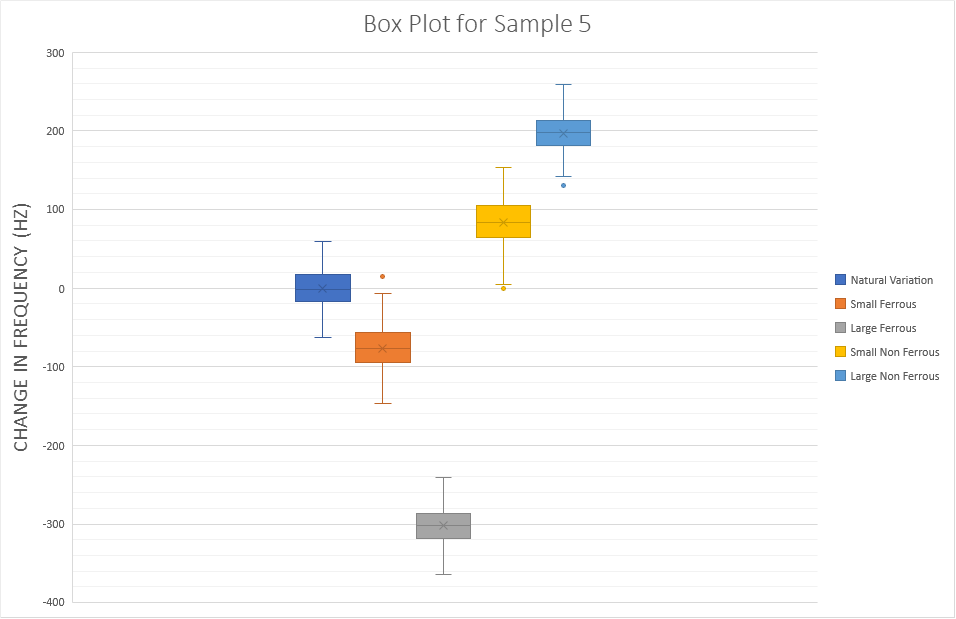 Box Plot for Sample 5
CHANGE IN FREQUENCY (HZ)
300
200
100
0
-100
-200
-300
-400
Natural Variation
Small Ferrous
Large Ferrous
Small Non Ferrous
Large Non Ferrous